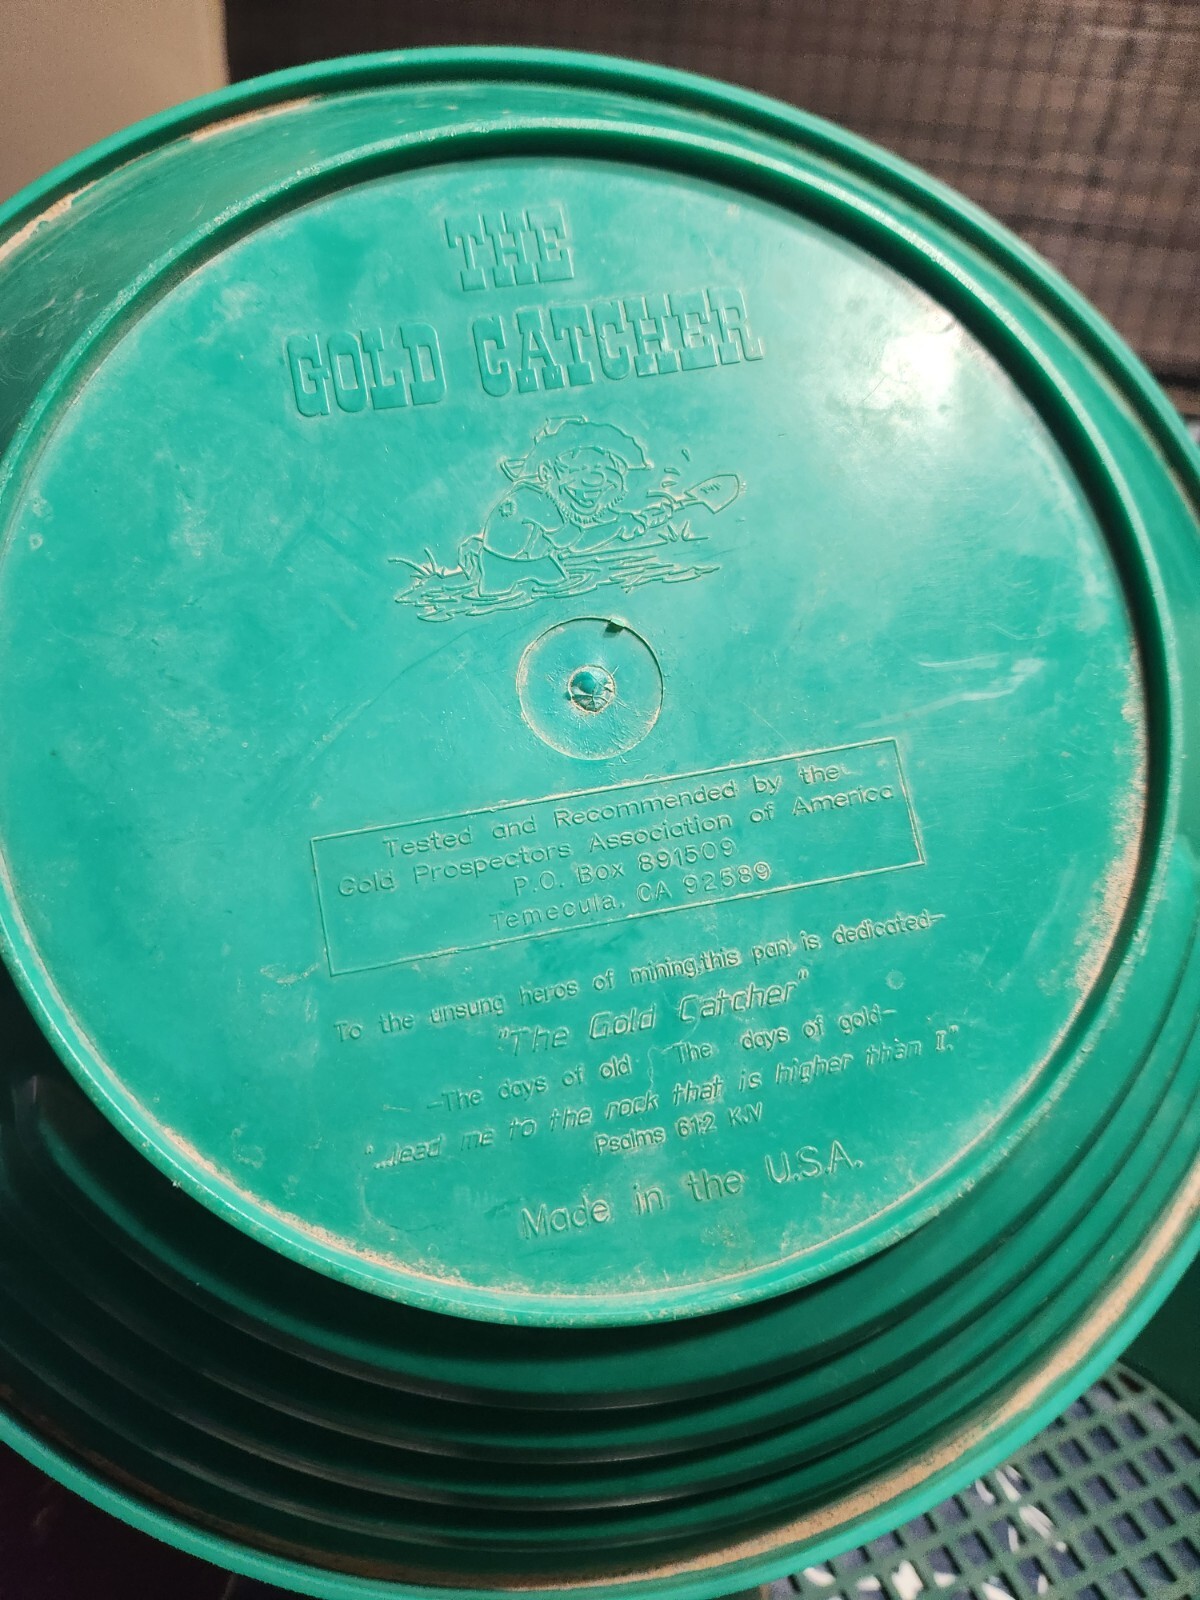 THE
GOLD CATCHER
Tested and Recommended by the
Gold Prospectors Association of America
P.O. Box 891509
Temecula, CA 92589
To the unsung heros of mining,this pan is dedicated—
"The Gold Catcher"
—The days of old The days of gold—
"...lead me to the rock that is higher than I."
Psalms 61:2 KJV
Made in the U.S.A.